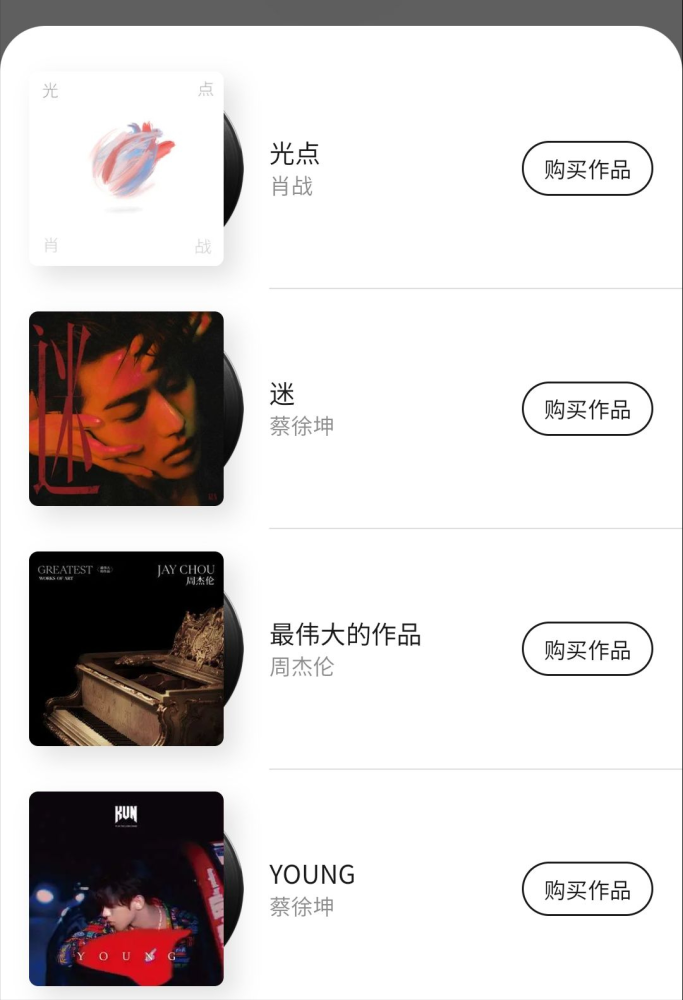 光 点
肖 战
光点
肖战
购买作品
迷
迷
蔡徐坤
购买作品
GREATEST
WORKS OF ART
JAY CHOU
周杰伦
最伟大的作品
周杰伦
购买作品
KUN
YOUNG
YOUNG
蔡徐坤
购买作品